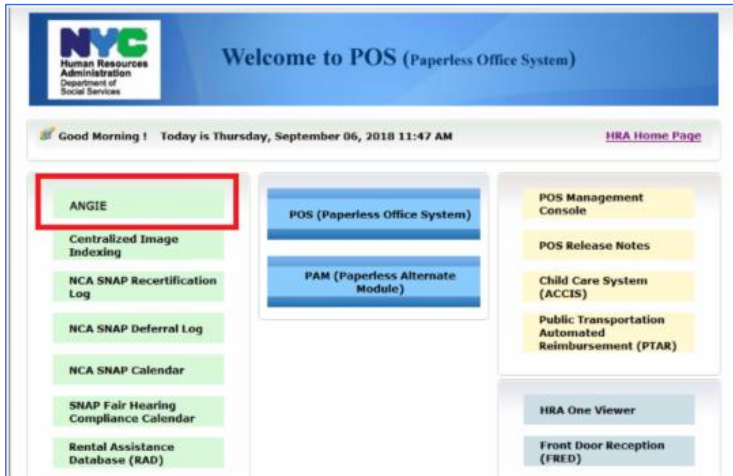 NYC
Human Resources
Administration
Department of
Social Services
Welcome to POS (Paperless Office System)
Good Morning ! Today is Thursday, September 06, 2018 11:47 AM
HRA Home Page
ANGIE
Centralized Image
Indexing
NCA SNAP Recertification
Log
NCA SNAP Deferral Log
NCA SNAP Calendar
SNAP Fair Hearing
Compliance Calendar
Rental Assistance
Database (RAD)
POS (Paperless Office System)
PAM (Paperless Alternate
Module)
POS Management
Console
POS Release Notes
Child Care System
(ACCIS)
Public Transportation
Automated
Reimbursement (PTAR)
HRA One Viewer
Front Door Reception
(FRED)